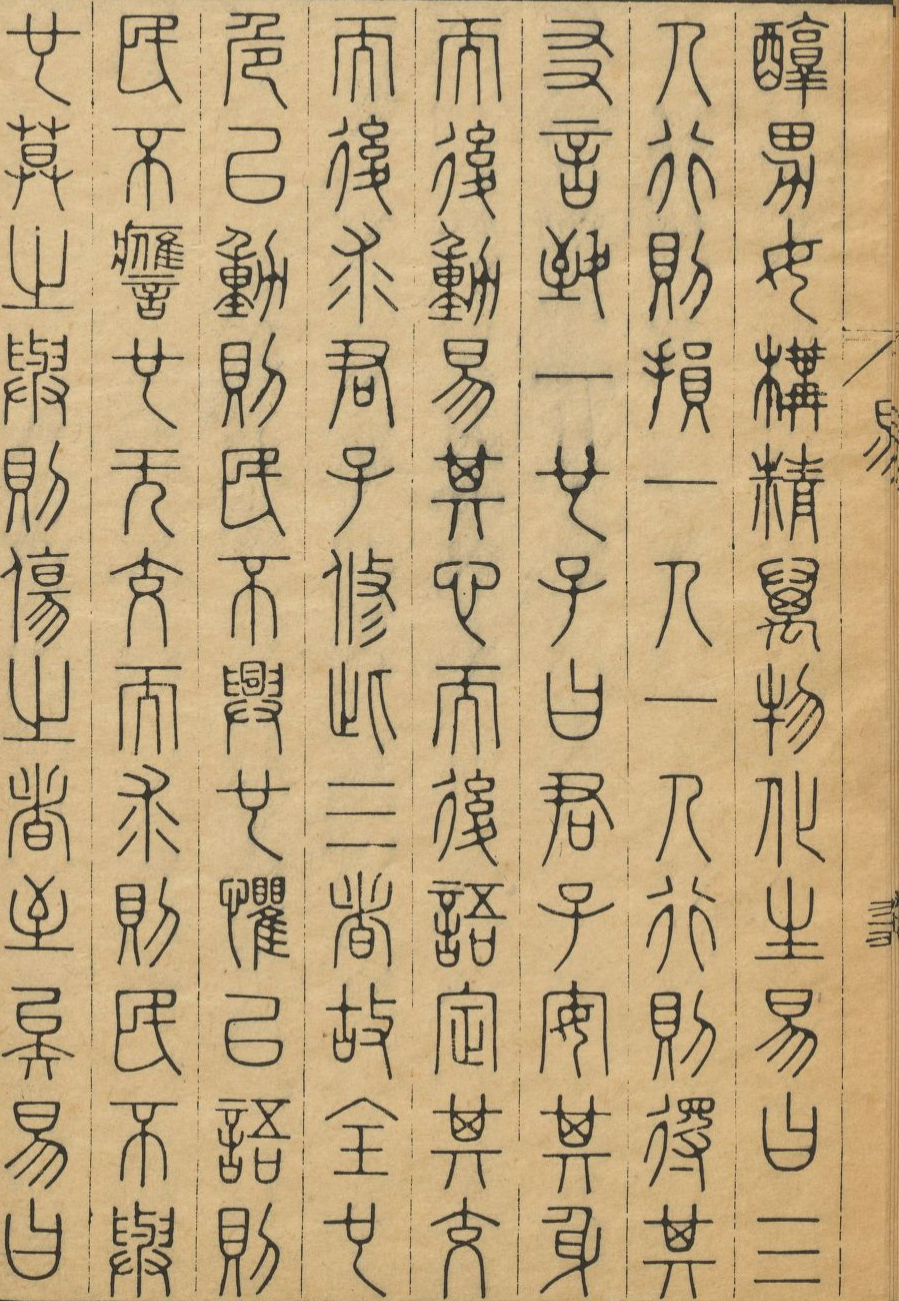 醇男女構精萬物化生易曰三
人行則損一人一人行則得其
友言致一也子曰君子安其身
而後動易其心而後語定其交
而後求君子修此三者故全也
危以動則民不與也懼以語則
民不譍也无交而求則民不與
也莫之與則傷之者至矣易曰